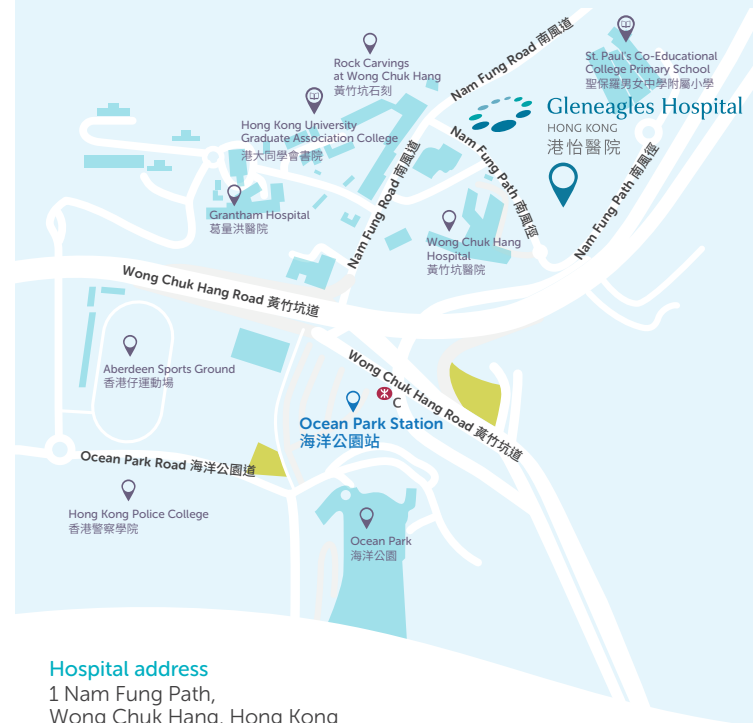 Nam Fung Road 南風道
Rock Carvings
at Wong Chuk Hang
黃竹坑石刻
St. Paul's Co-Educational
College Primary School
聖保羅男女中學附屬小學
Hong Kong University
Graduate Association College
港大同學會書院
Gleneagles Hospital
HONG KONG
港怡醫院
Nam Fung Path 南風徑
Nam Fung Road 南風道
Nam Fung Path 南風徑
Grantham Hospital
葛量洪醫院
Wong Chuk Hang
Hospital
黃竹坑醫院
Wong Chuk Hang Road 黃竹坑道
Aberdeen Sports Ground
香港仔運動場
Wong Chuk Hang Road 黃竹坑道
C
Ocean Park Station
海洋公園站
Ocean Park Road 海洋公園道
Hong Kong Police College
香港警察學院
Ocean Park
海洋公園
Hospital address
1 Nam Fung Path,
Wong Chuk Hang, Hong Kong